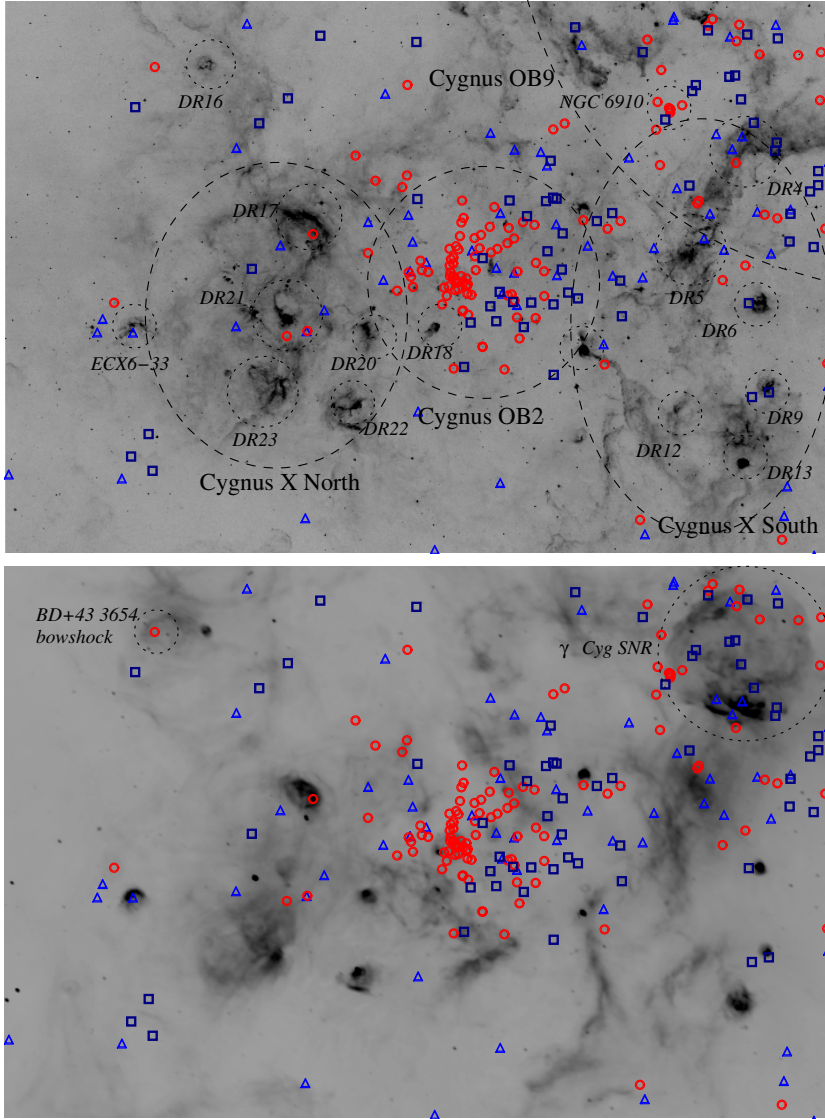 Cygnus OB9
DR16
NGC 6910
DR4
DR17
DR21
DR5
DR6
ECX6−33
DR20
DR18
DR9
Cygnus OB2
DR23
DR22
DR12
DR13
Cygnus X North
Cygnus X South
BD+43 3654
bowshock
γ Cyg SNR